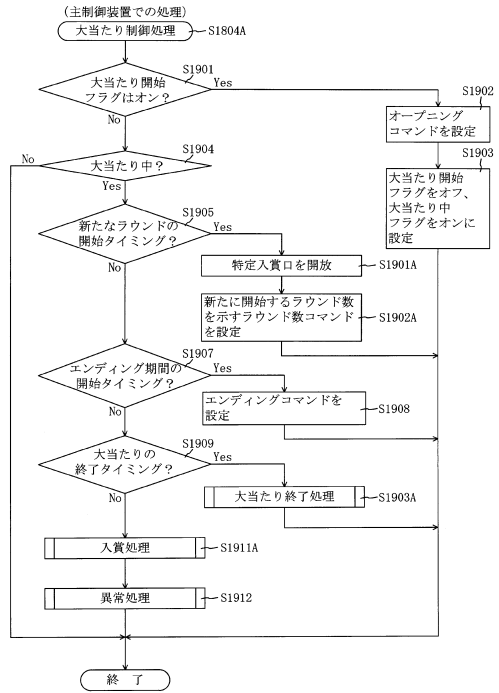 (主制御装置での処理)
大当たり制御処理
S1804A
S1901
大当たり開始
フラグはオン？
Yes
No
S1902
オープニング
コマンドを設定
S1903
大当たり開始
フラグをオフ、
大当たり中
フラグをオンに
設定
S1904
大当たり中？
No
Yes
S1905
新たなラウンドの
開始タイミング？
Yes
No
特定入賞口を開放
S1901A
新たに開始するラウンド数
を示すラウンド数コマンド
を設定
S1902A
S1907
エンディング期間の
開始タイミング？
Yes
No
エンディングコマンドを
設定
S1908
S1909
大当たりの
終了タイミング？
Yes
No
大当たり終了処理
S1903A
入賞処理
S1911A
異常処理
S1912
終 了